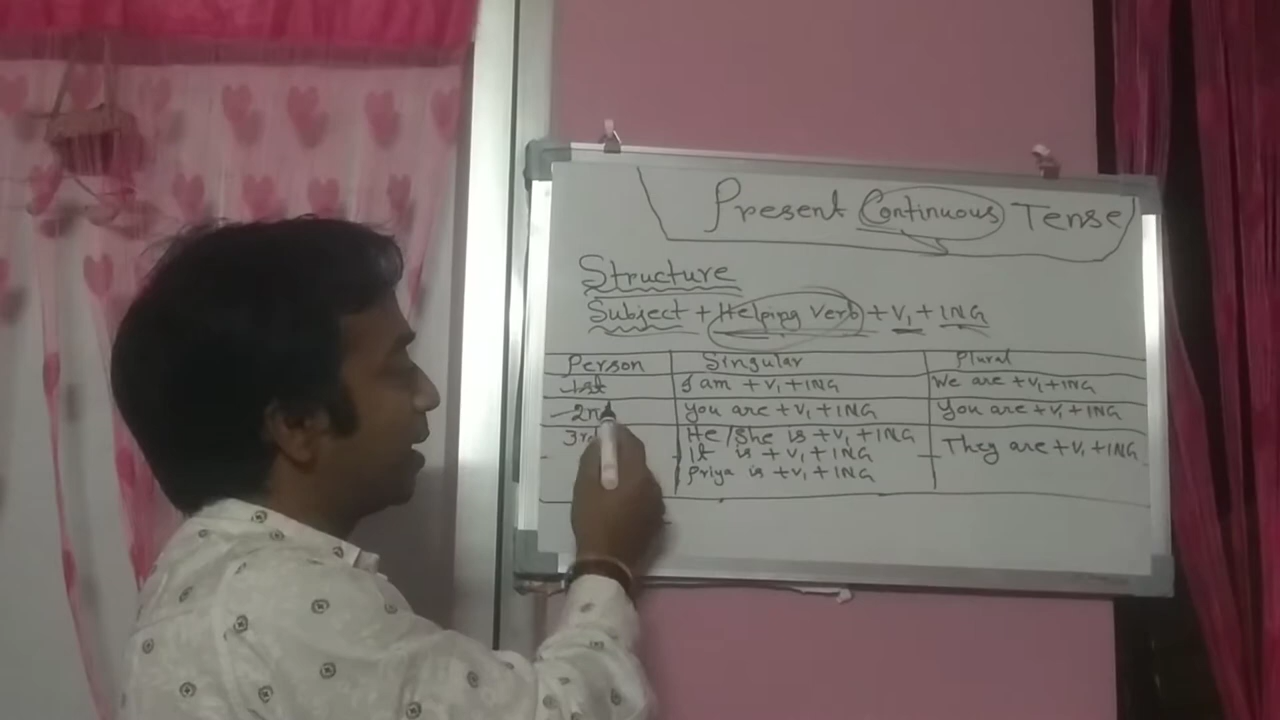 Present Continuous Tense
Structure
Subject + Helping Verb + V1 + ING
Person Singular Plural
1st I am + V1 + ING We are + V1 + ING
2n You are + V1 + ING You are + V1 + ING
3r He/She is + V1 + ING They are + V1 + ING
It is + V1 + ING
Priya is + V1 + ING